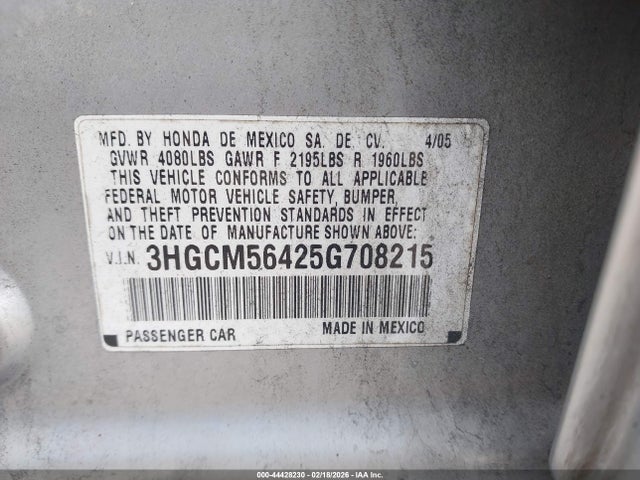 MFD. BY HONDA DE MEXICO SA. DE. CV. 4/05
GVWR 4080LBS GAWR F 2195LBS R 1960LBS
THIS VEHICLE CONFORMS TO ALL APPLICABLE
FEDERAL MOTOR VEHICLE SAFETY, BUMPER,
AND THEFT PREVENTION STANDARDS IN EFFECT
ON THE DATE OF MANUFACTURE SHOWN ABOVE:
V.I.N. 3HGCM56425G708215
PASSENGER CAR MADE IN MEXICO
000-44428230 - 02/18/2026 - IAA Inc.